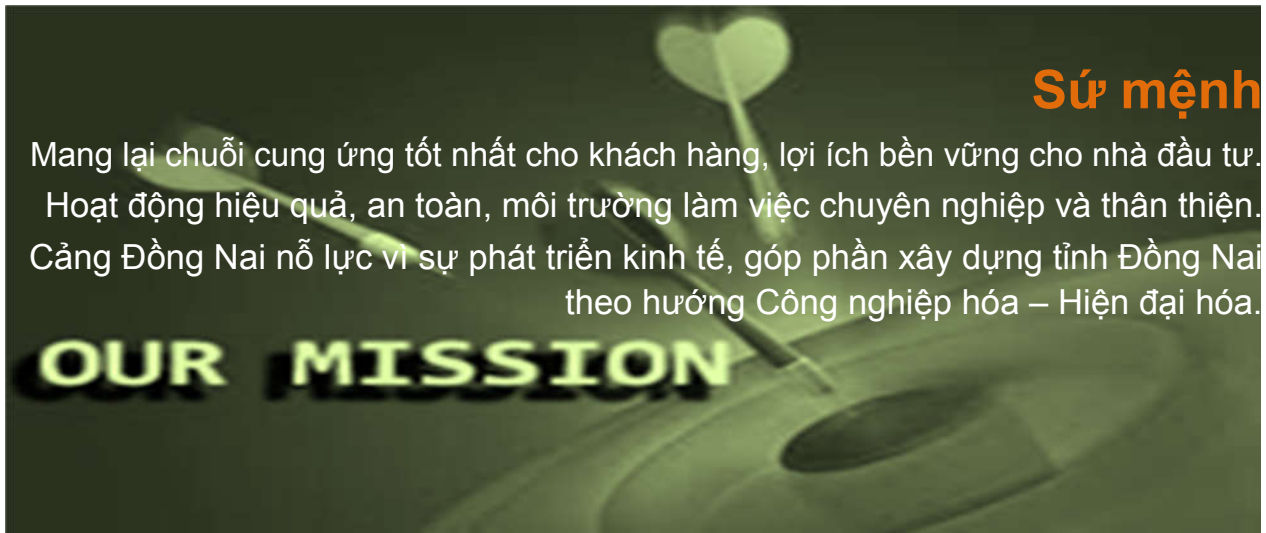 Sứ mệnh
Mang lại chuỗi cung ứng tốt nhất cho khách hàng, lợi ích bền vững cho nhà đầu tư.
Hoạt động hiệu quả, an toàn, môi trường làm việc chuyên nghiệp và thân thiện.
Cảng Đồng Nai nỗ lực vì sự phát triển kinh tế, góp phần xây dựng tỉnh Đồng Nai
theo hướng Công nghiệp hóa – Hiện đại hóa.
OUR MISSION